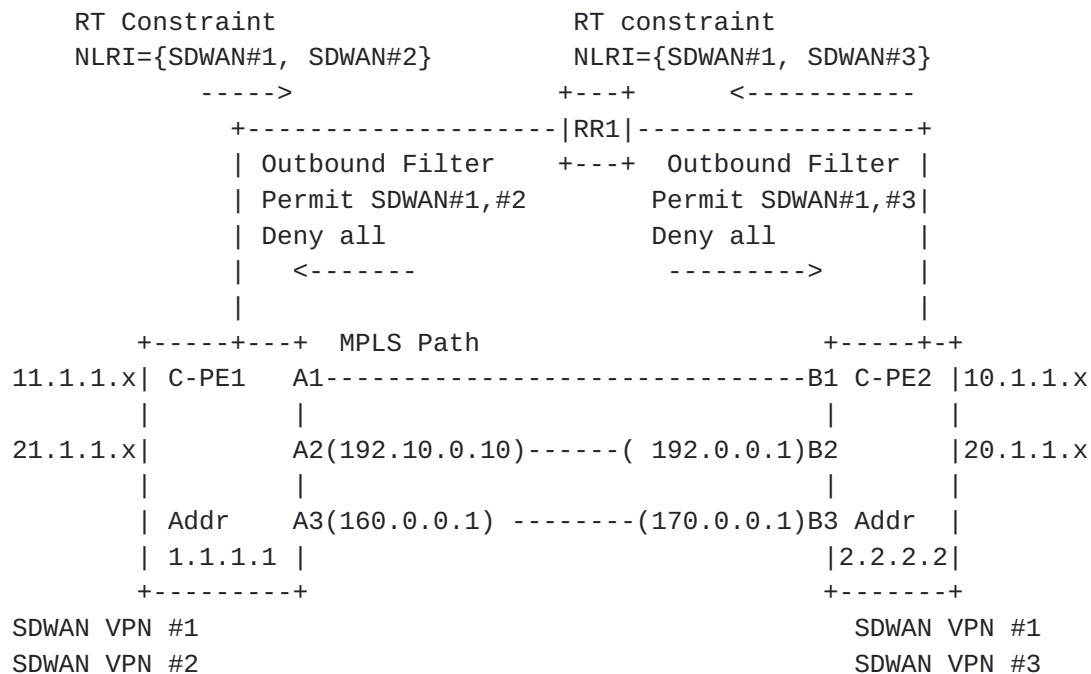 RT Constraint                   RT constraint
    NLRI={SDWAN#1, SDWAN#2}         NLRI={SDWAN#1, SDWAN#3}
            ----->                 +---+      <-----------
              +--------------------|RR1|------------------+
              | Outbound Filter    +---+  Outbound Filter |
              | Permit SDWAN#1,#2        Permit SDWAN#1,#3|
              | Deny all                 Deny all         |
              |   <-------                --------->      |
              |                                           |
        +-----+---+  MPLS Path                      +-----+-+
11.1.1.x| C-PE1   A1-------------------------------B1 C-PE2 |10.1.1.x
        |         |                                 |       |
21.1.1.x|         A2(192.10.0.10)------( 192.0.0.1)B2       |20.1.1.x
        |         |                                 |       |
        | Addr    A3(160.0.0.1) --------(170.0.0.1)B3 Addr  |
        | 1.1.1.1 |                                 |2.2.2.2|
        +---------+                                 +-------+
SDWAN VPN #1                                          SDWAN VPN #1
SDWAN VPN #2                                          SDWAN VPN #3